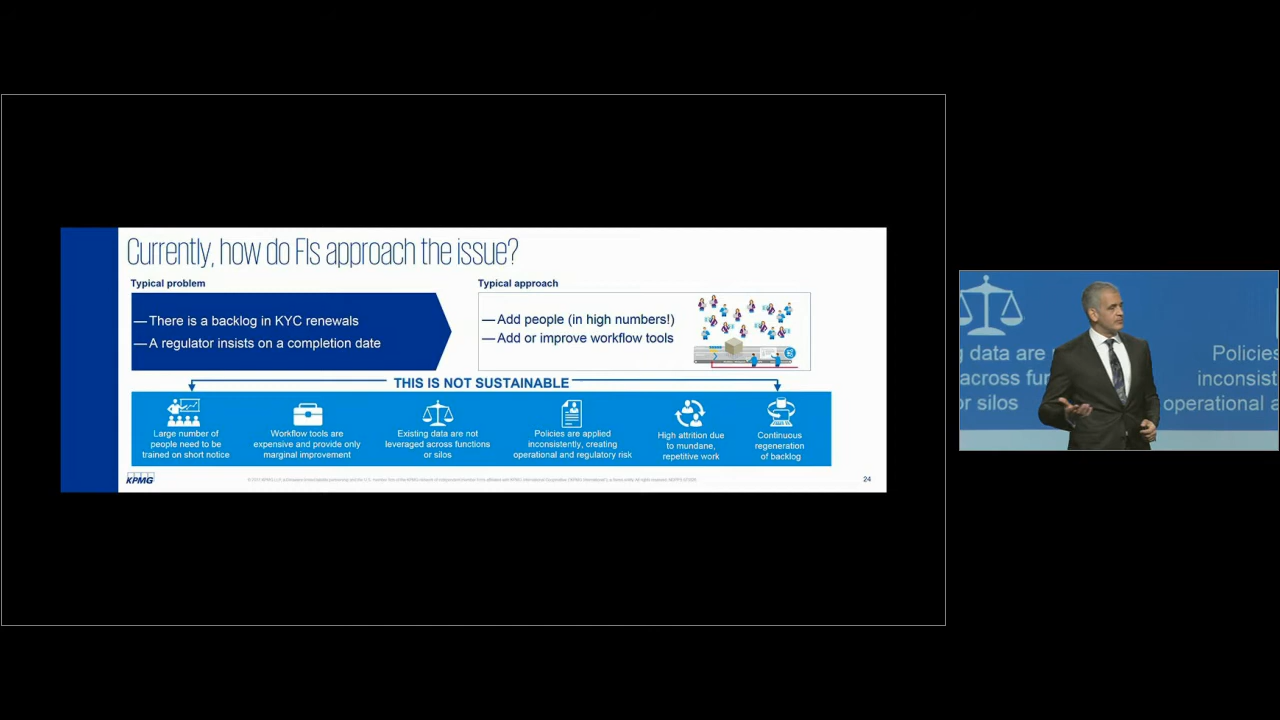 Currently, how do FIs approach the issue?
Typical problem
— There is a backlog in KYC renewals
— A regulator insists on a completion date
Typical approach
— Add people (in high numbers!)
— Add or improve workflow tools
THIS IS NOT SUSTAINABLE
Large number of
people need to be
trained on short notice
Workflow tools are
expensive and provide only
marginal improvement
Existing data are not
leveraged across functions
or silos
Policies are applied
inconsistently, creating
operational and regulatory risk
High attrition due
to mundane,
repetitive work
Continuous
regeneration
of backlog
KPMG
24
g data are
across fur
or silos
Policies
inconsist
operational a